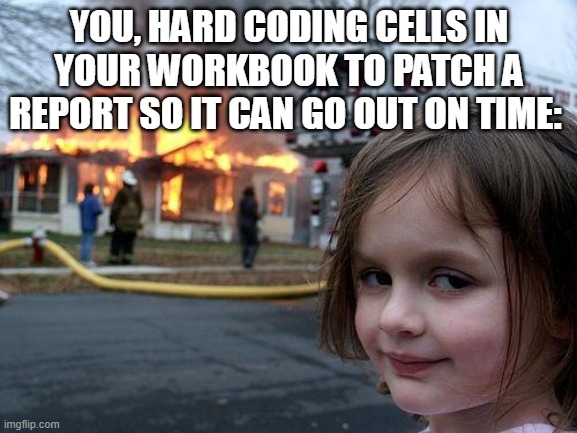 YOU, HARD CODING CELLS IN
YOUR WORKBOOK TO PATCH A
REPORT SO IT CAN GO OUT ON TIME:
imgflip.com